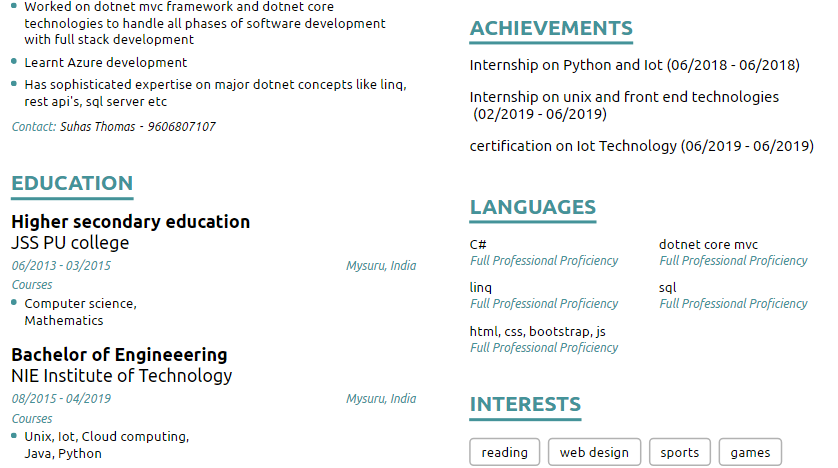 Worked on dotnet mvc framework and dotnet core
technologies to handle all phases of software development
with full stack development
Learnt Azure development
Has sophisticated expertise on major dotnet concepts like linq,
rest api's, sql server etc
Contact: Suhas Thomas - 9606807107
EDUCATION
Higher secondary education
JSS PU college
06/2013 - 03/2015 Mysuru, India
Courses
Computer science,
Mathematics
Bachelor of Engineeering
NIE Institute of Technology
08/2015 - 04/2019 Mysuru, India
Courses
Unix, Iot, Cloud computing,
Java, Python
ACHIEVEMENTS
Internship on Python and Iot (06/2018 - 06/2018)
Internship on unix and front end technologies
(02/2019 - 06/2019)
certification on Iot Technology (06/2019 - 06/2019)
LANGUAGES
C# dotnet core mvc
Full Professional Proficiency Full Professional Proficiency
linq sql
Full Professional Proficiency Full Professional Proficiency
html, css, bootstrap, js
Full Professional Proficiency
INTERESTS
reading web design sports games